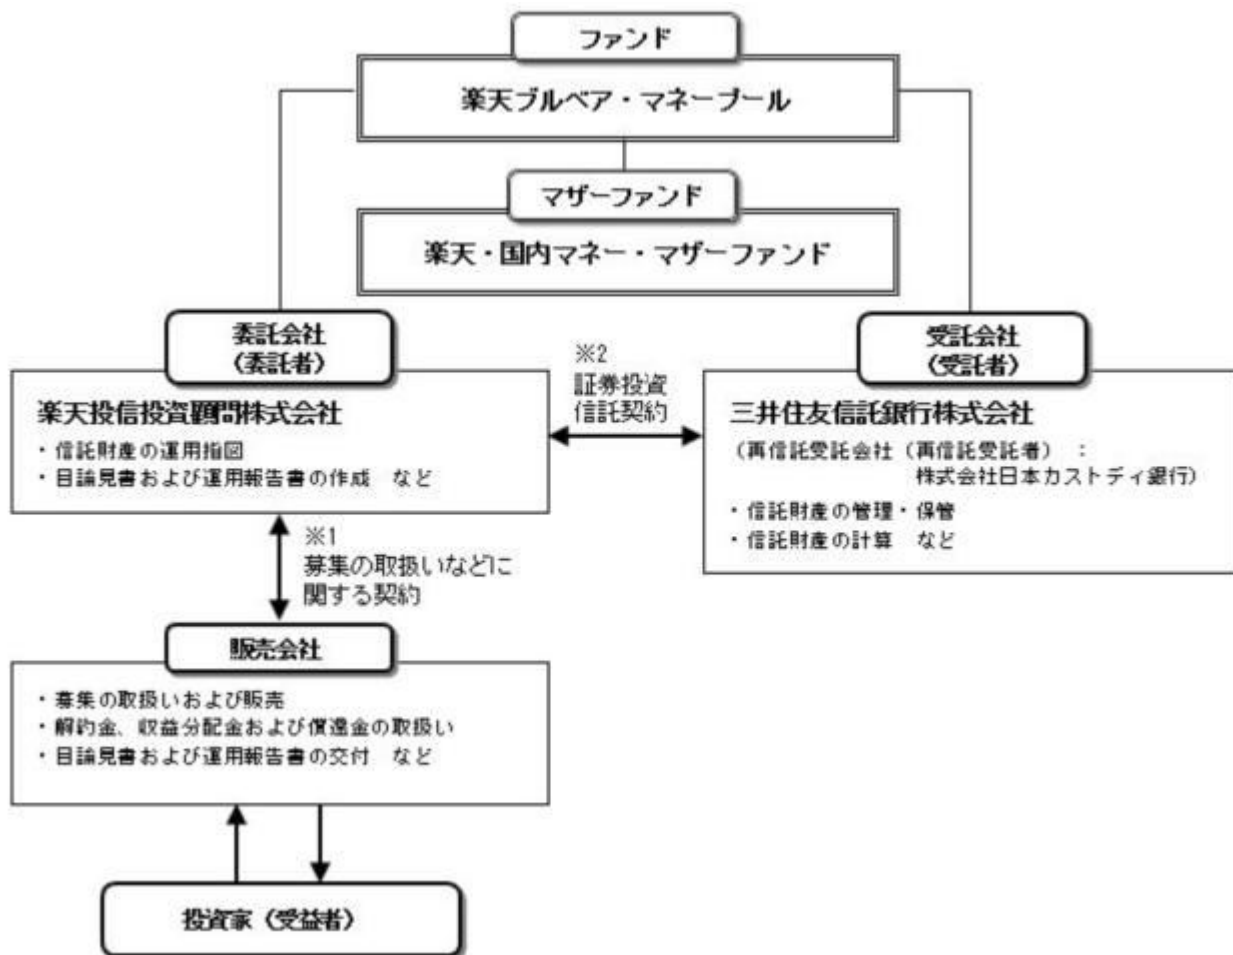 ファンド
楽天ブルベア・マネープール
マザーファンド
楽天・国内マネー・マザーファンド
委託会社
（委託者）
楽天投信投資顧問株式会社
・信託財産の運用指図
・目論見書および運用報告書の作成　など
※2
証券投資
信託契約
受託会社
（受託者）
三井住友信託銀行株式会社
（再信託受託会社（再信託受託者）：
株式会社日本カストディ銀行）
・信託財産の管理・保管
・信託財産の計算　など
※1
募集の取扱いなどに
関する契約
販売会社
・募集の取扱いおよび販売
・解約金、収益分配金および償還金の取扱い
・目論見書および運用報告書の交付　など
投資家（受益者）